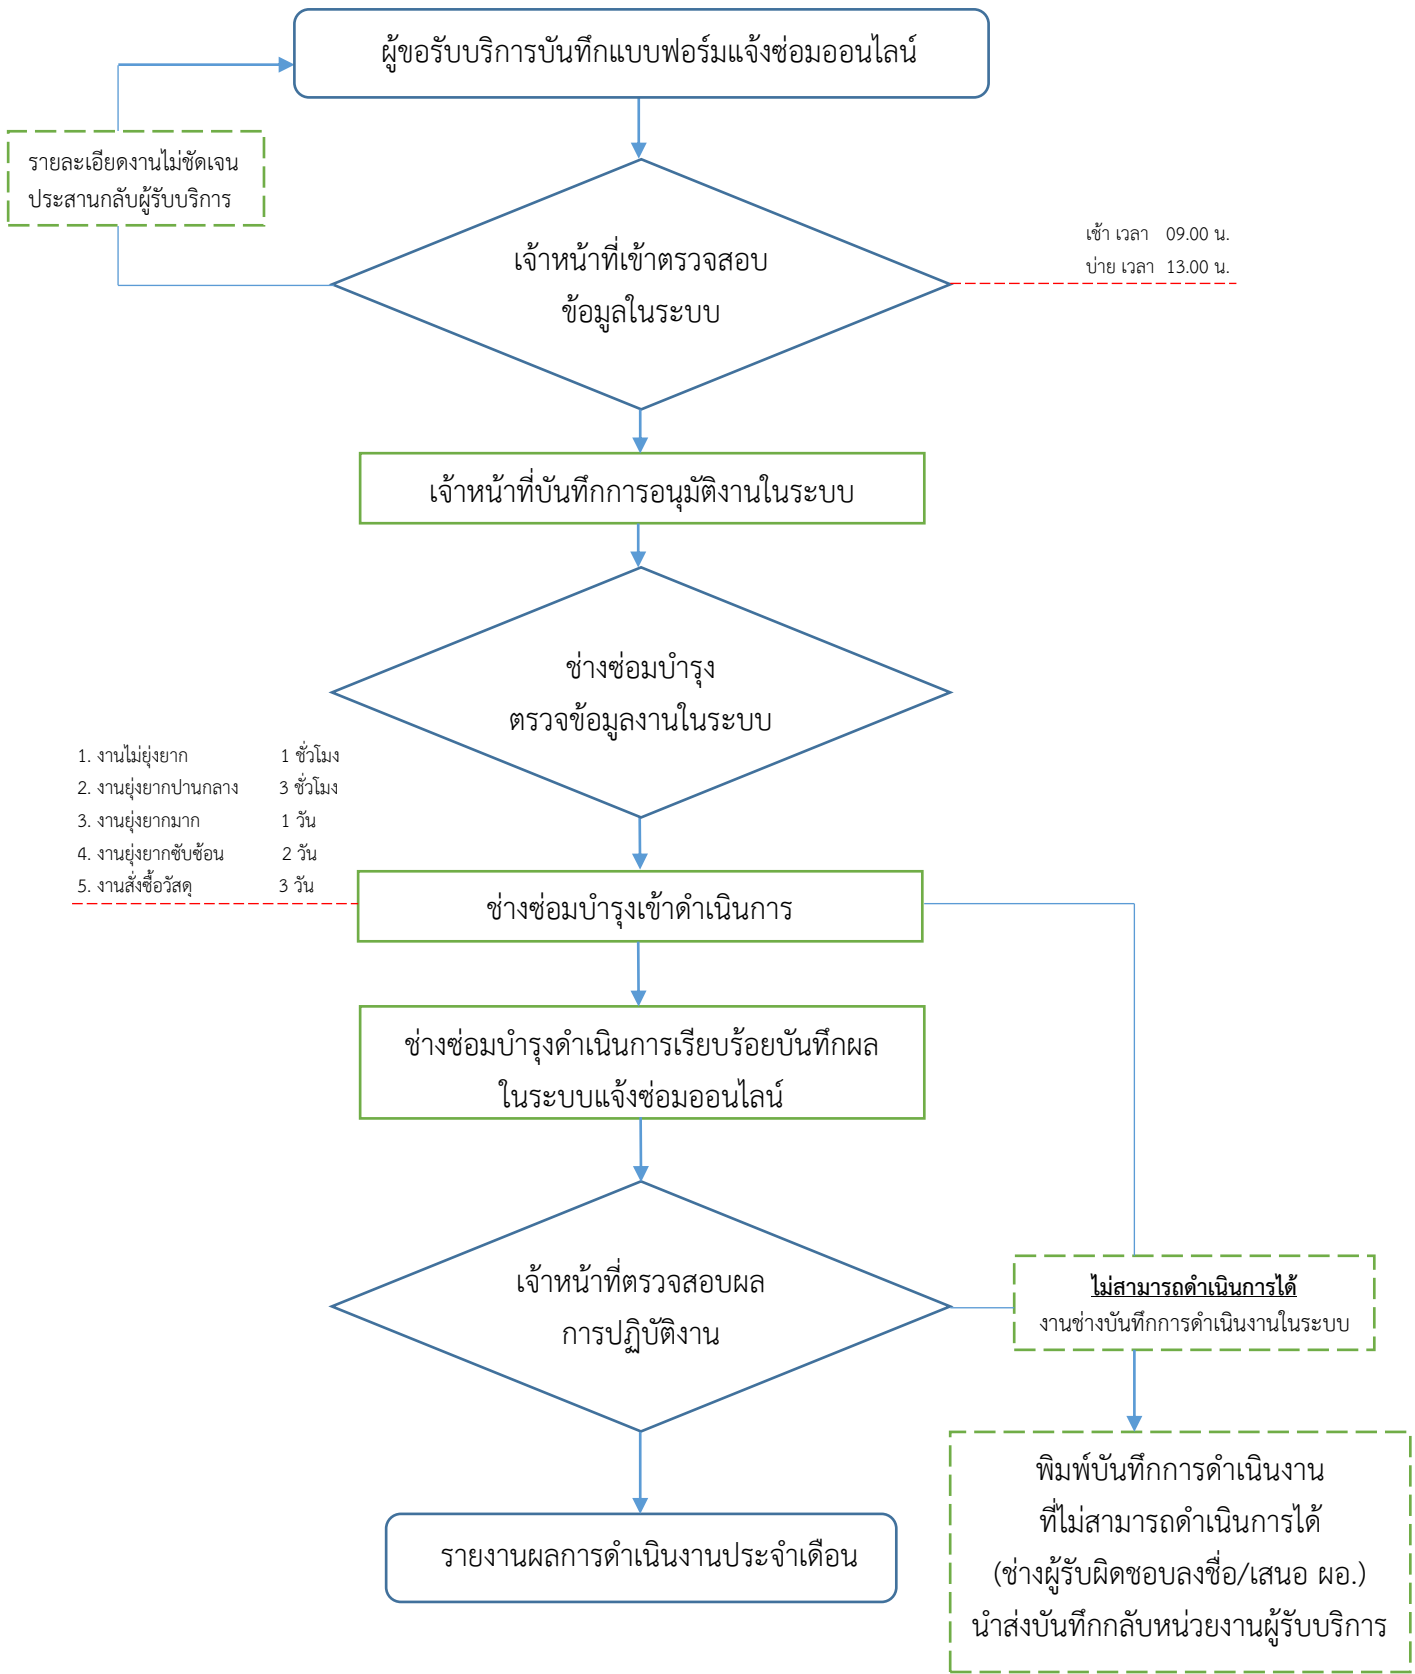 ผู้ขอรับบริการบันทึกแบบฟอร์มแจ้งซ่อมออนไลน์
รายละเอียดงานไม่ชัดเจน
ประสานกลับผู้รับบริการ
เจ้าหน้าที่เข้าตรวจสอบ
ข้อมูลในระบบ
เช้า เวลา 09.00 น.
บ่าย เวลา 13.00 น.
เจ้าหน้าที่บันทึกการอนุมัติงานในระบบ
ช่างซ่อมบำรุง
ตรวจข้อมูลงานในระบบ
1. งานไม่ยุ่งยาก 1 ชั่วโมง
2. งานยุ่งยากปานกลาง 3 ชั่วโมง
3. งานยุ่งยากมาก 1 วัน
4. งานยุ่งยากซับซ้อน 2 วัน
5. งานสั่งซื้อวัสดุ 3 วัน
ช่างซ่อมบำรุงเข้าดำเนินการ
ช่างซ่อมบำรุงดำเนินการเรียบร้อยบันทึกผล
ในระบบแจ้งซ่อมออนไลน์
เจ้าหน้าที่ตรวจสอบผล
การปฏิบัติงาน
ไม่สามารถดำเนินการได้
งานช่างบันทึกการดำเนินงานในระบบ
พิมพ์บันทึกการดำเนินงาน
ที่ไม่สามารถดำเนินการได้
(ช่างผู้รับผิดชอบลงชื่อ/เสนอ ผอ.)
นำส่งบันทึกกลับหน่วยงานผู้รับบริการ
รายงานผลการดำเนินงานประจำเดือน